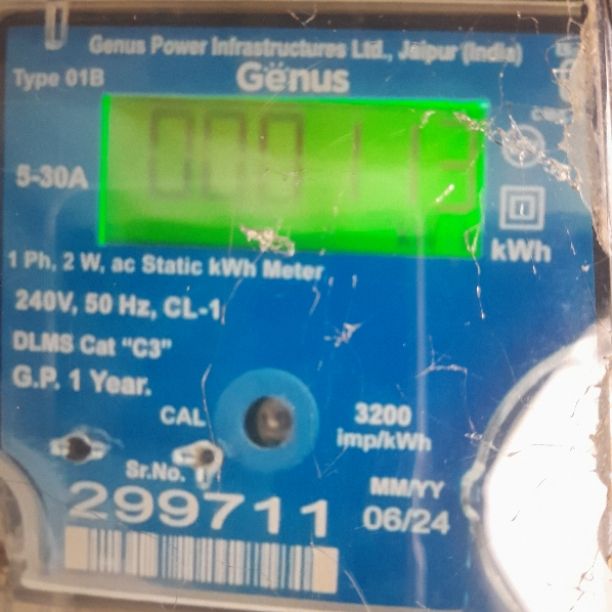 Genus Power Infrastructures Ltd., Jaipur (India)
Type 01B
Genus
5-30A
kWh
1 Ph, 2 W, ac Static kWh Meter
240V, 50 Hz, CL-1
DLMS Cat “C3”
G.P. 1 Year.
CAL
3200
imp/kWh
Sr.No.
299711
MM/YY
06/24